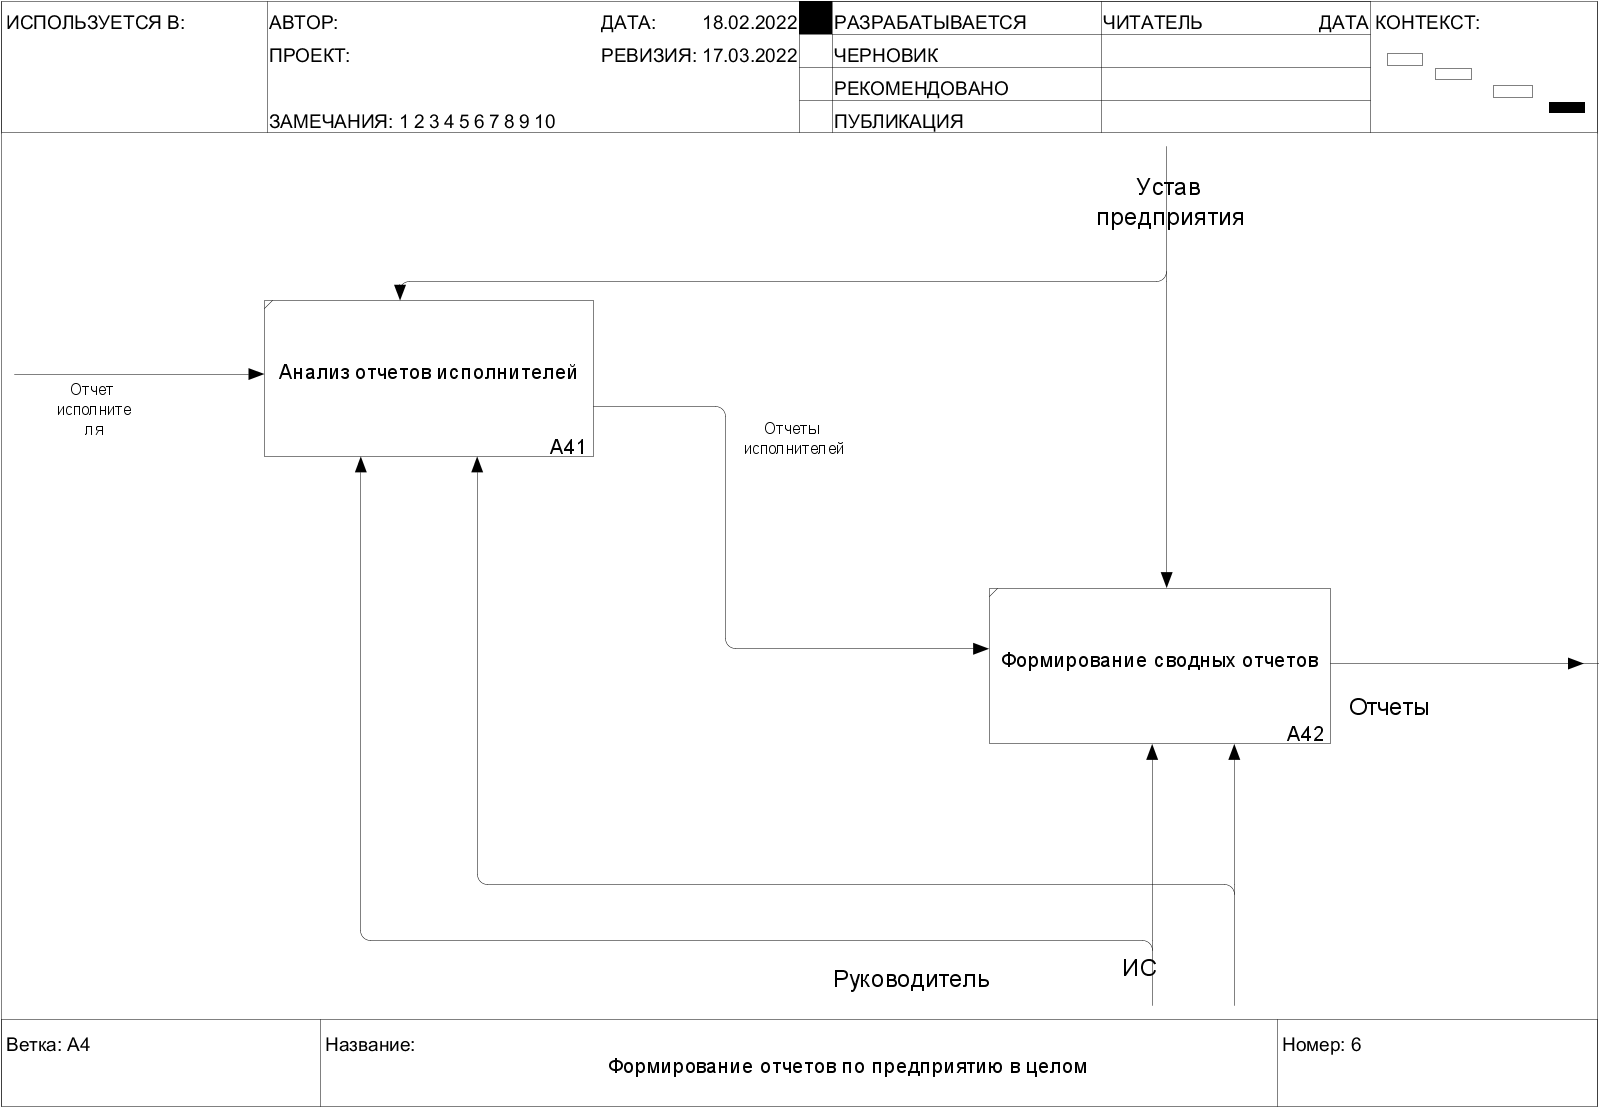 ИСПОЛЬЗУЕТСЯ В:
АВТОР:
ДАТА: 18.02.2022
РАЗРАБАТЫВАЕТСЯ
ЧИТАТЕЛЬ
ДАТА
КОНТЕКСТ:
ПРОЕКТ:
РЕВИЗИЯ: 17.03.2022
ЧЕРНОВИК
РЕКОМЕНДОВАНО
ЗАМЕЧАНИЯ: 1 2 3 4 5 6 7 8 9 10
ПУБЛИКАЦИЯ
Устав
предприятия
Анализ отчетов исполнителей
A41
Отчет
исполните
ля
Отчеты
исполнителей
Формирование сводных отчетов
A42
Отчеты
Руководитель
ИС
Ветка: A4
Название:
Формирование отчетов по предприятию в целом
Номер: 6